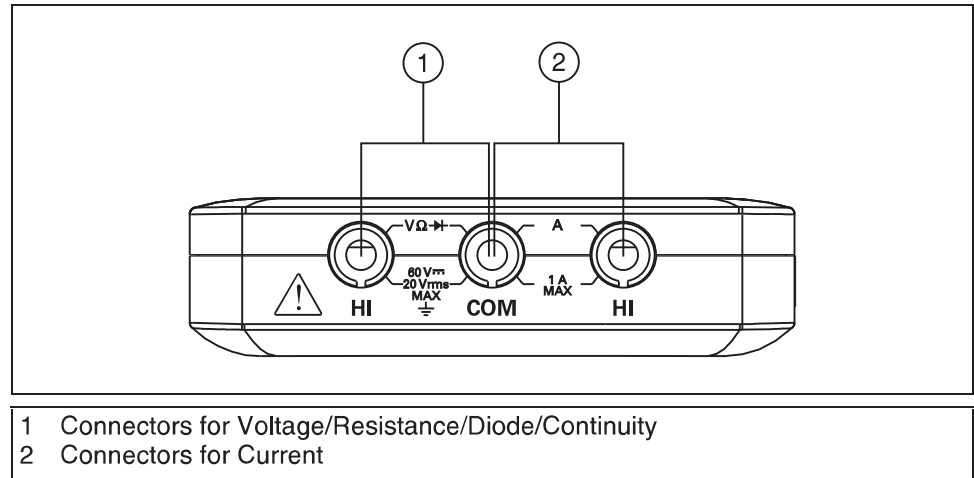 1 2
VΩ A
60 V⎓
20 Vrms
MAX
1 A
MAX
HI COM HI
1 Connectors for Voltage/Resistance/Diode/Continuity
2 Connectors for Current